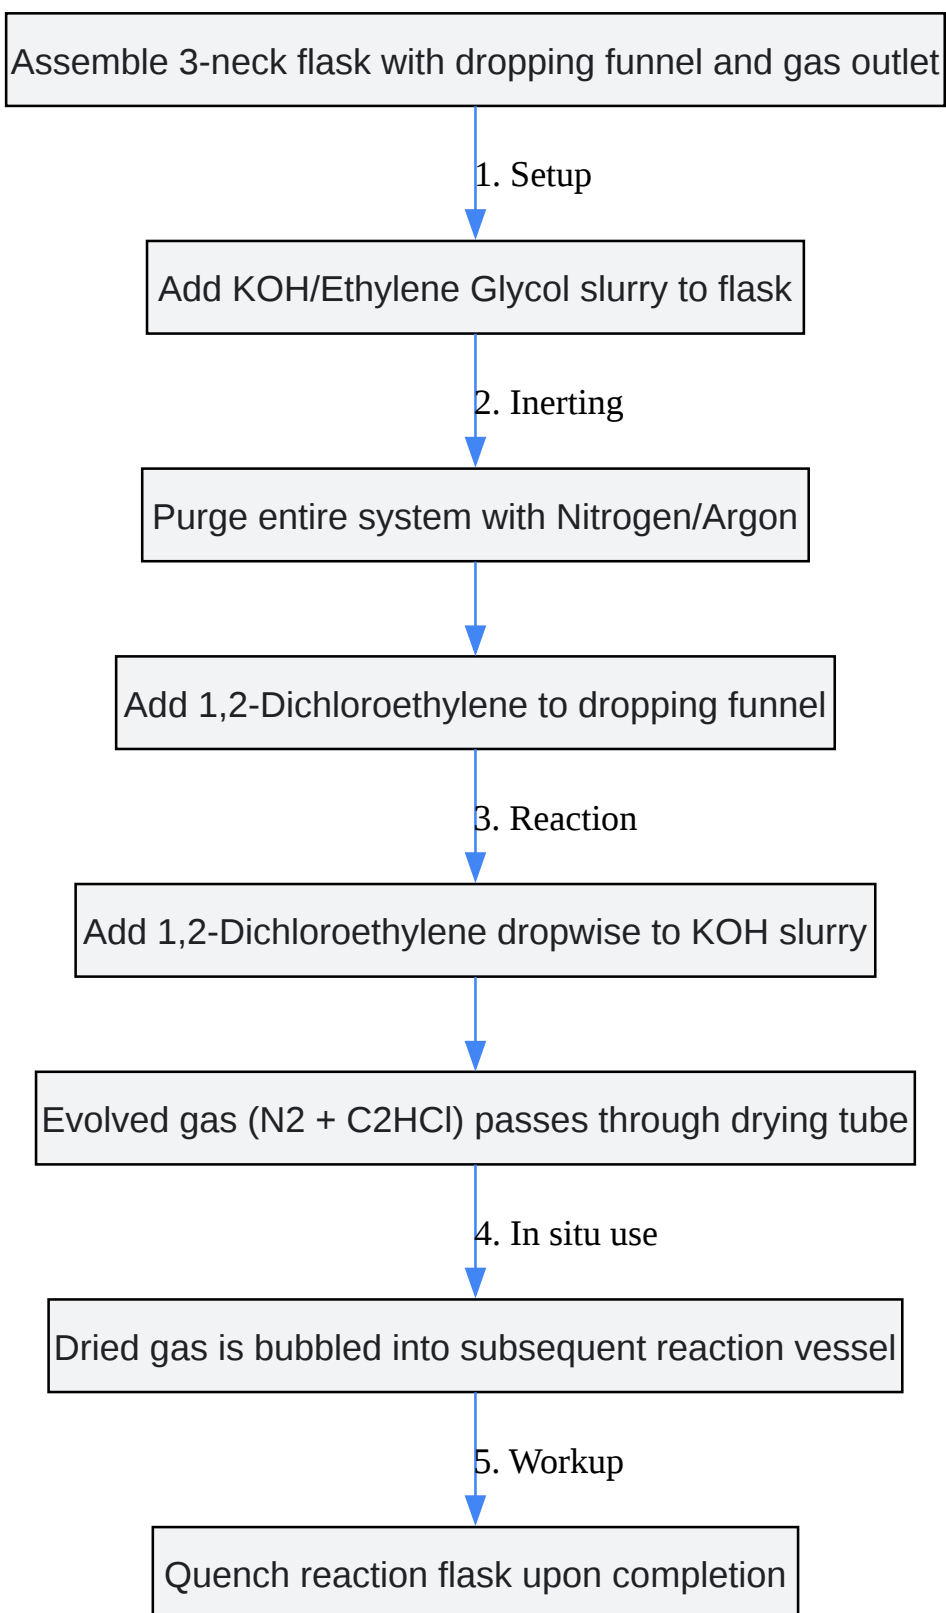 Assemble 3-neck flask with dropping funnel and gas outlet
1. Setup
Add KOH/Ethylene Glycol slurry to flask
2. Inerting
Purge entire system with Nitrogen/Argon
Add 1,2-Dichloroethylene to dropping funnel
3. Reaction
Add 1,2-Dichloroethylene dropwise to KOH slurry
Evolved gas (N2 + C2HCl) passes through drying tube
4. In situ use
Dried gas is bubbled into subsequent reaction vessel
5. Workup
Quench reaction flask upon completion